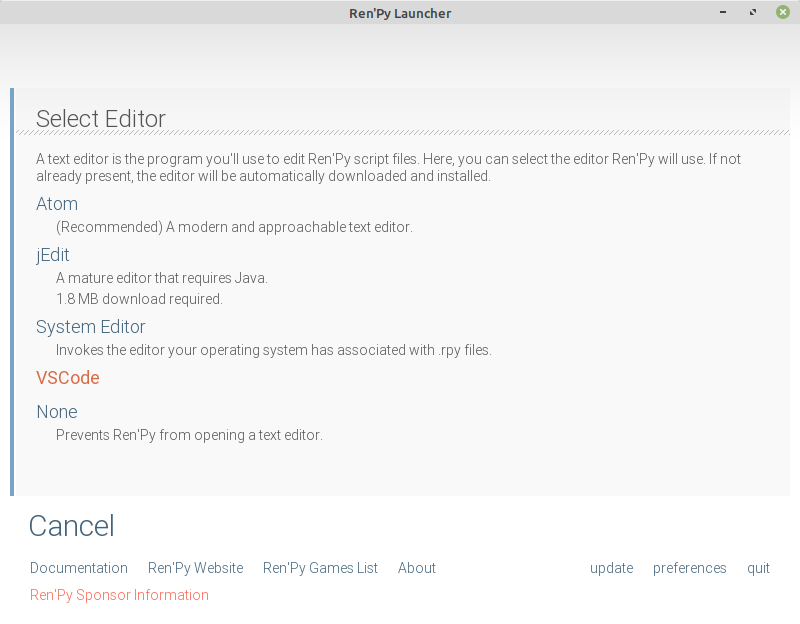 Ren'Py Launcher
Select Editor
A text editor is the program you'll use to edit Ren'Py script files. Here, you can select the editor Ren'Py will use. If not
already present, the editor will be automatically downloaded and installed.
Atom
(Recommended) A modern and approachable text editor.
jEdit
A mature editor that requires Java.
1.8 MB download required.
System Editor
Invokes the editor your operating system has associated with .rpy files.
VSCode
None
Prevents Ren'Py from opening a text editor.
Cancel
Documentation Ren'Py Website Ren'Py Games List About update preferences quit
Ren'Py Sponsor Information